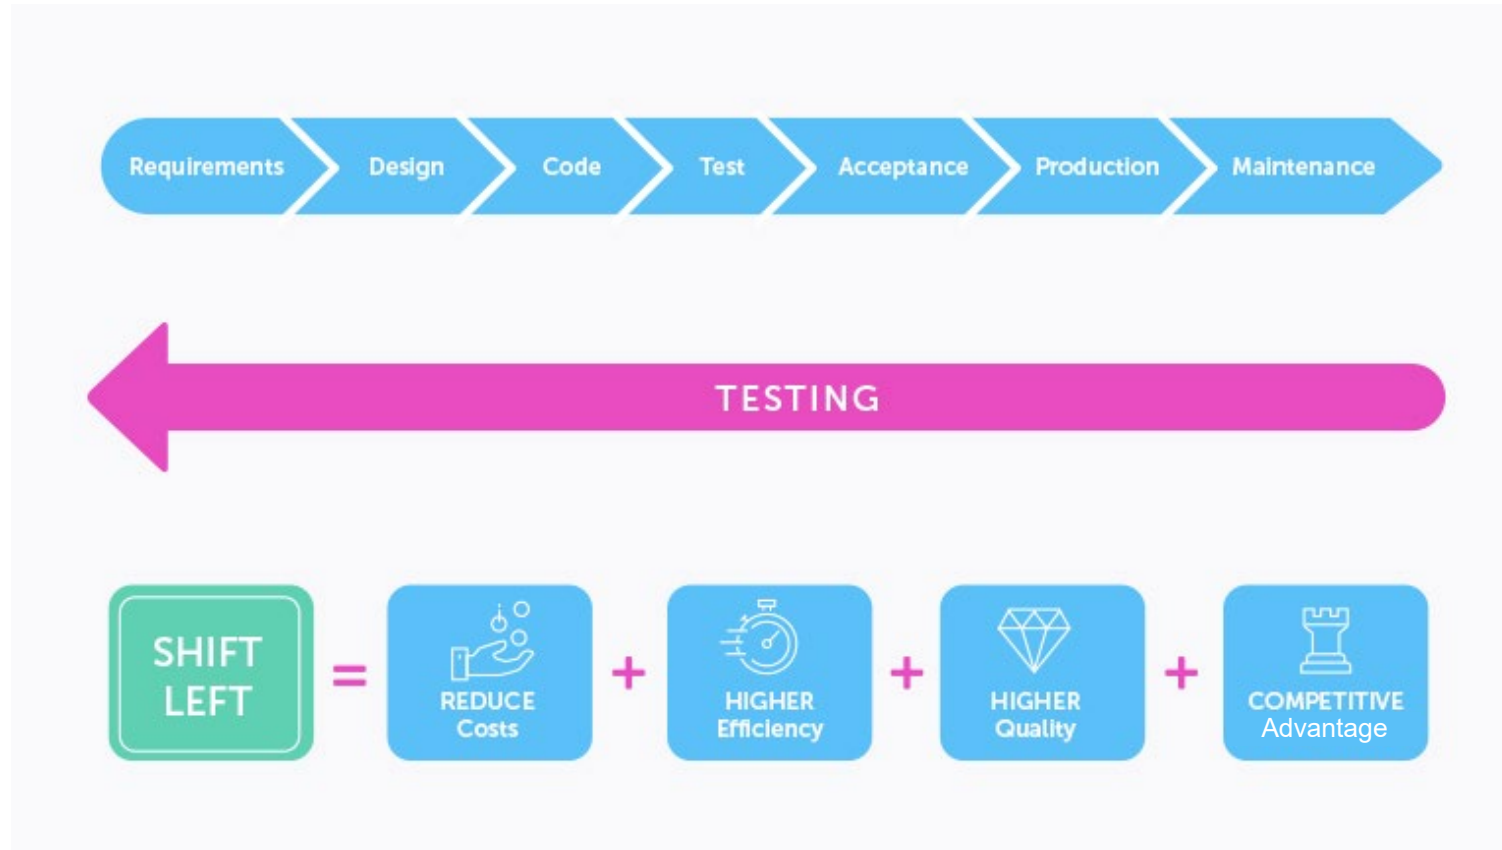 Requirements Design Code Test Acceptance Production Maintenance
TESTING
SHIFT
LEFT
=
REDUCE
Costs
+
HIGHER
Efficiency
+
HIGHER
Quality
+
COMPETITIVE
Advantage